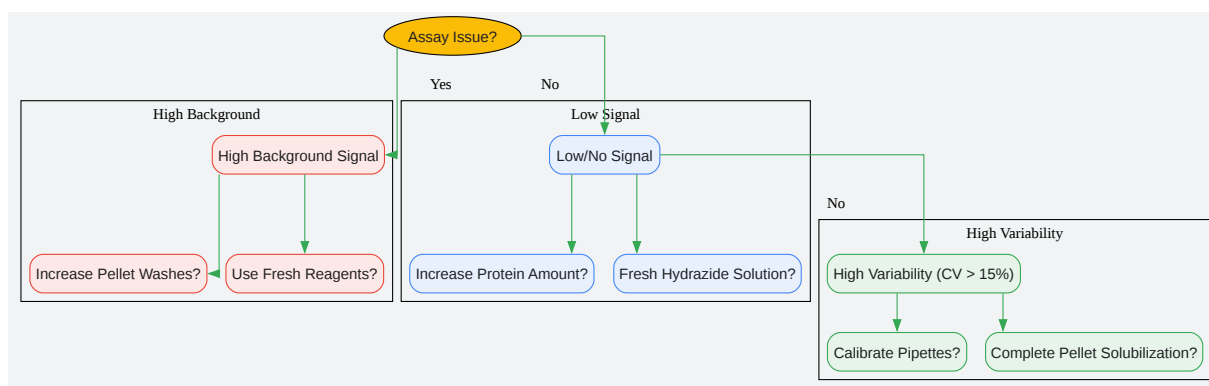 Assay Issue?
Yes
No
High Background
High Background Signal
Increase Pellet Washes?
Use Fresh Reagents?
Low Signal
Low/No Signal
Increase Protein Amount?
Fresh Hydrazide Solution?
No
High Variability
High Variability (CV > 15%)
Calibrate Pipettes?
Complete Pellet Solubilization?